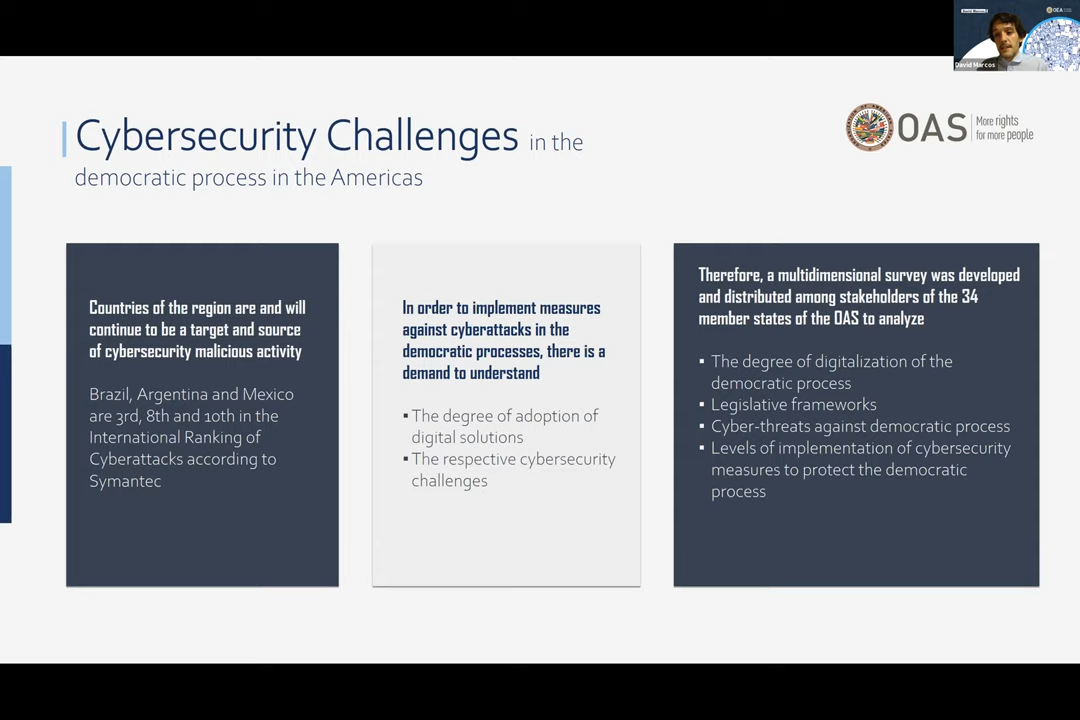 Cybersecurity Challenges in the
democratic process in the Americas
OAS
More rights
for more people
David Marcos
OEA
David Marcos
Countries of the region are and will
continue to be a target and source
of cybersecurity malicious activity
Brazil, Argentina and Mexico
are 3rd, 8th and 10th in the
International Ranking of
Cyberattacks according to
Symantec
In order to implement measures
against cyberattacks in the
democratic processes, there is a
demand to understand
▪ The degree of adoption of
digital solutions
▪ The respective cybersecurity
challenges
Therefore, a multidimensional survey was developed
and distributed among stakeholders of the 34
member states of the OAS to analyze
▪ The degree of digitalization of the
democratic process
▪ Legislative frameworks
▪ Cyber-threats against democratic process
▪ Levels of implementation of cybersecurity
measures to protect the democratic
process